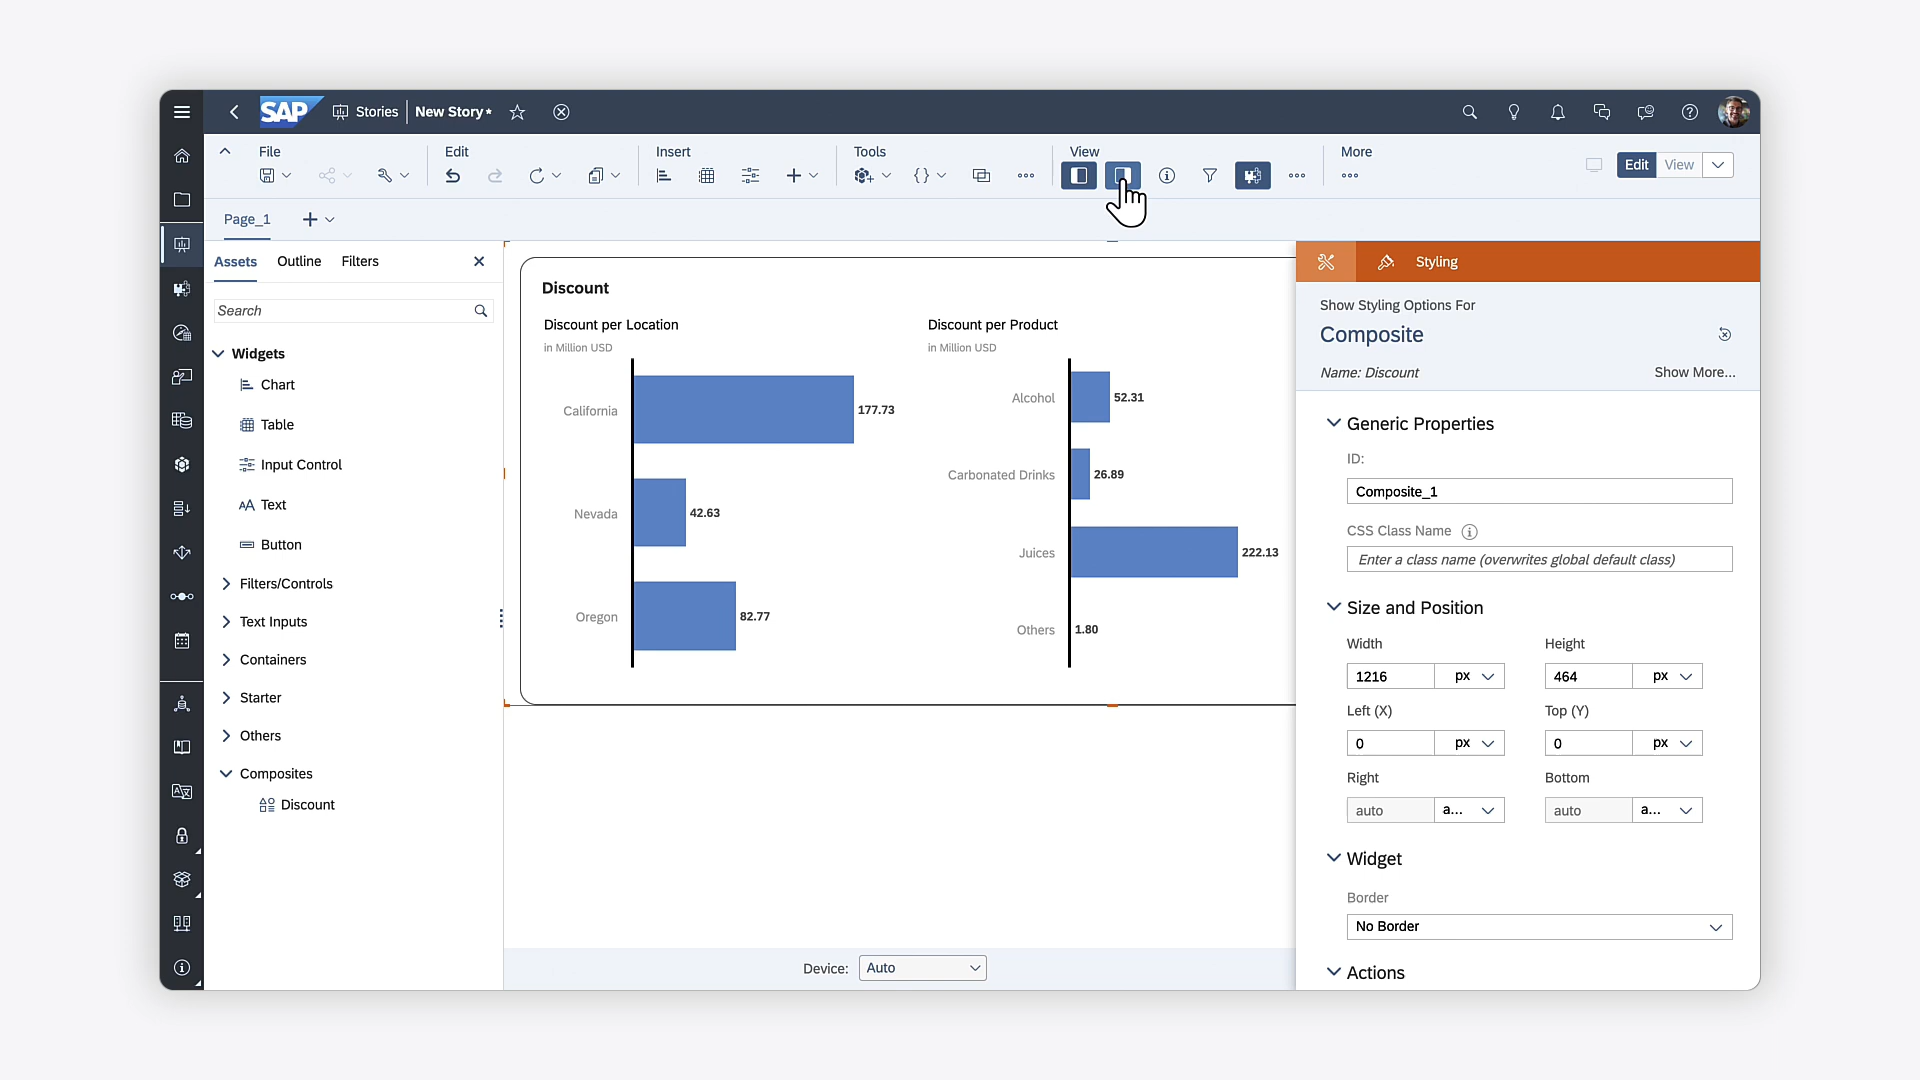 SAP
Stories
New Story*
File
Edit
Insert
Tools
View
More
Edit
View
Page_1
Assets
Outline
Filters
Search
Widgets
Chart
Table
Input Control
AA Text
Button
Filters/Controls
Text Inputs
Containers
Starter
Others
Composites
Discount
Discount
Discount per Location
in Million USD
California
177.73
Nevada
42.63
Oregon
82.77
Discount per Product
in Million USD
Alcohol
52.31
Carbonated Drinks
26.89
Juices
222.13
Others
1.80
Device:
Auto
Styling
Show Styling Options For
Composite
Name: Discount
Show More...
Generic Properties
ID:
Composite_1
CSS Class Name
Enter a class name (overwrites global default class)
Size and Position
Width
Height
1216
px
464
px
Left (X)
Top (Y)
0
px
0
px
Right
Bottom
auto
a...
auto
a...
Widget
Border
No Border
Actions